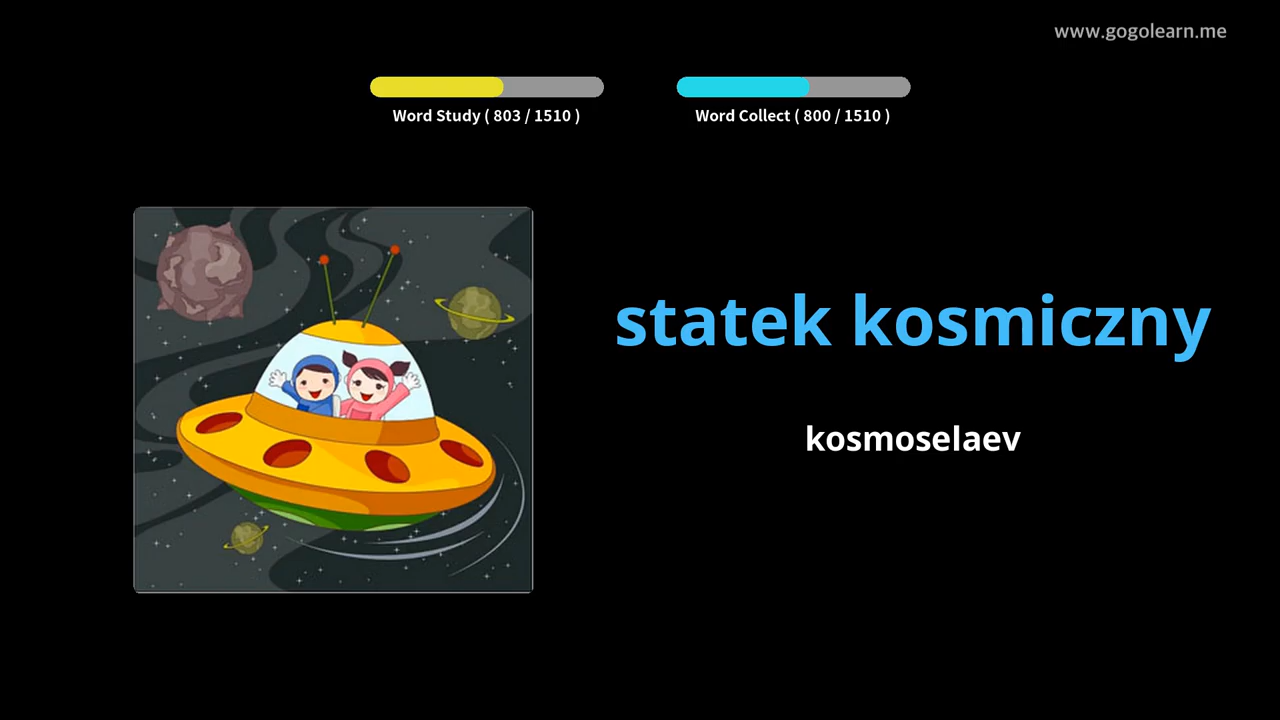 www.gogolearn.me
Word Study ( 803 / 1510 )
Word Collect ( 800 / 1510 )
statek kosmiczny
kosmoselaev